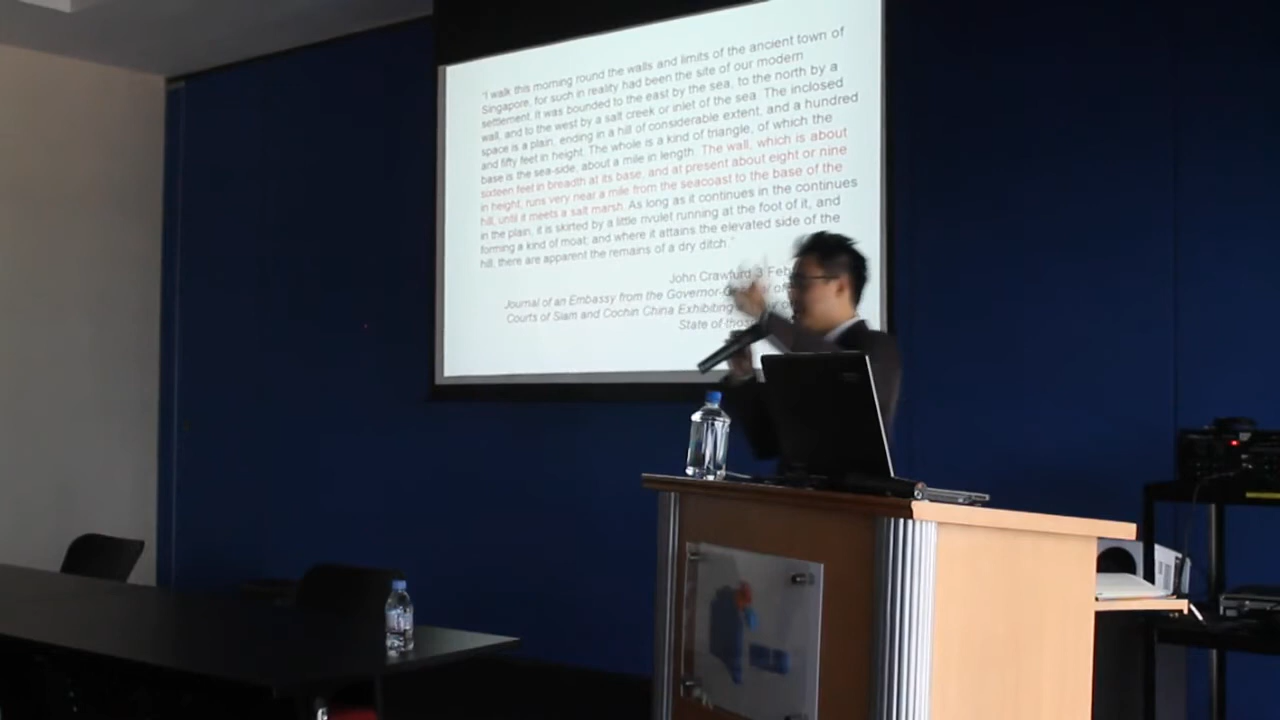 "I walk this morning round the walls and limits of the ancient town of
Singapore, for such in reality had been the site of our modern
settlement. It was bounded to the east by the sea, to the north by a
wall, and to the west by a salt creek or inlet of the sea. The inclosed
space is a plain, ending in a hill of considerable extent, and a hundred
and fifty feet in height. The whole is a kind of triangle, of which the
base is the sea-side, about a mile in length. The wall, which is about
sixteen feet in breadth at its base, and at present about eight or nine
in height, runs very near a mile from the seacoast to the base of the
hill, until it meets a salt marsh. As long as it continues in the continues
in the plain, it is skirted by a little rivulet running at the foot of it, and
forming a kind of moat; and where it attains the elevated side of the
hill, there are apparent the remains of a dry ditch."
John Crawfurd 3 Feb
Journal of an Embassy from the Governor-
Courts of Siam and Cochin China Exhibiting
State of